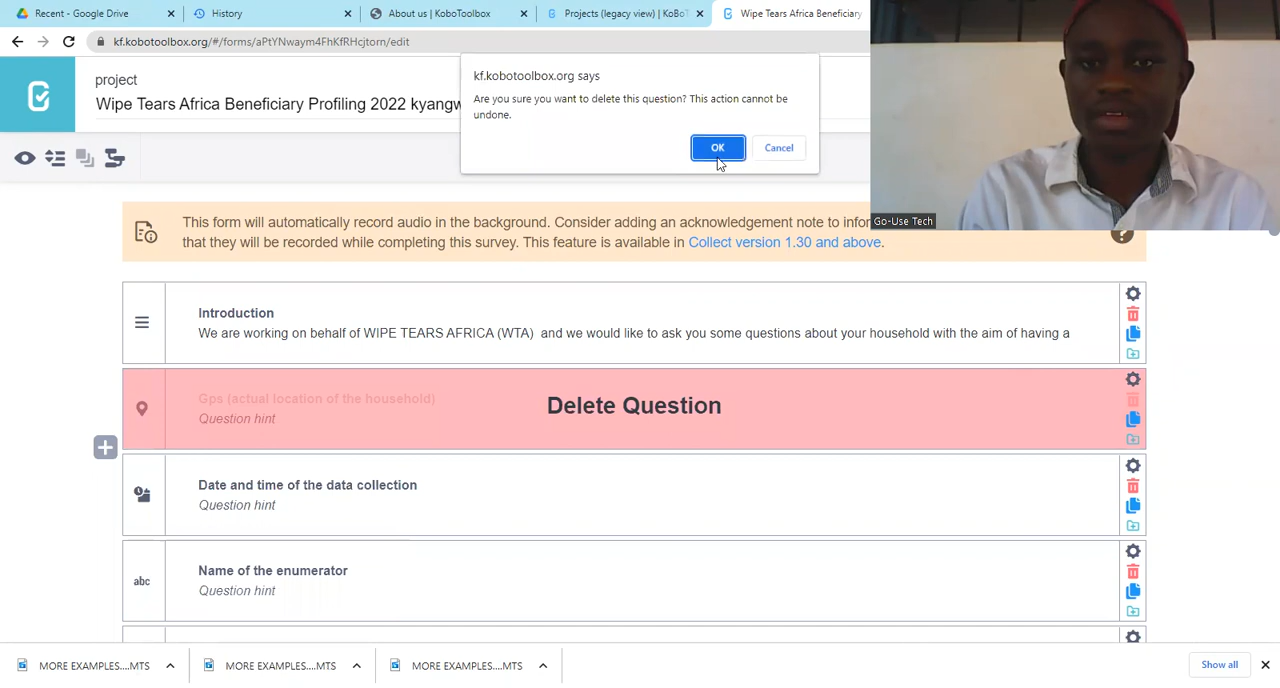 Recent - Google Drive
History
About us | KoboToolbox
Projects (legacy view) | KoBoT
Wipe Tears Africa Beneficiary
kf.kobotoolbox.org/#/forms/aPtYNwaym4FhKfRHcjtorn/edit
project
Wipe Tears Africa Beneficiary Profiling 2022 kyangw
kf.kobotoolbox.org says
Are you sure you want to delete this question? This action cannot be
undone.
OK
Cancel
Go-Use Tech
This form will automatically record audio in the background. Consider adding an acknowledgement note to infor
that they will be recorded while completing this survey. This feature is available in Collect version 1.30 and above.
Introduction
We are working on behalf of WIPE TEARS AFRICA (WTA) and we would like to ask you some questions about your household with the aim of having a
Gps (actual location of the household)
Question hint
Delete Question
Date and time of the data collection
Question hint
abc
Name of the enumerator
Question hint
MORE EXAMPLES....MTS
MORE EXAMPLES....MTS
MORE EXAMPLES....MTS
Show all